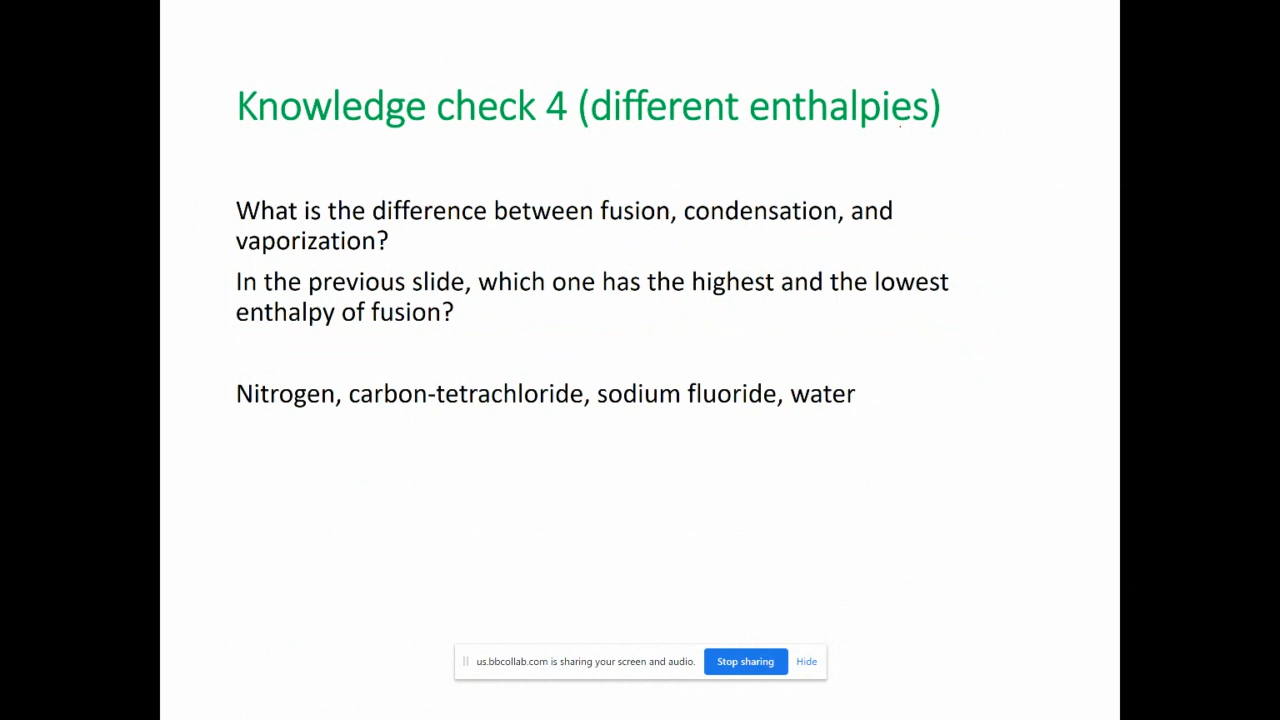 Knowledge check 4 (different enthalpies)
What is the difference between fusion, condensation, and
vaporization?
In the previous slide, which one has the highest and the lowest
enthalpy of fusion?
Nitrogen, carbon-tetrachloride, sodium fluoride, water
us.bbcollab.com is sharing your screen and audio. Stop sharing Hide